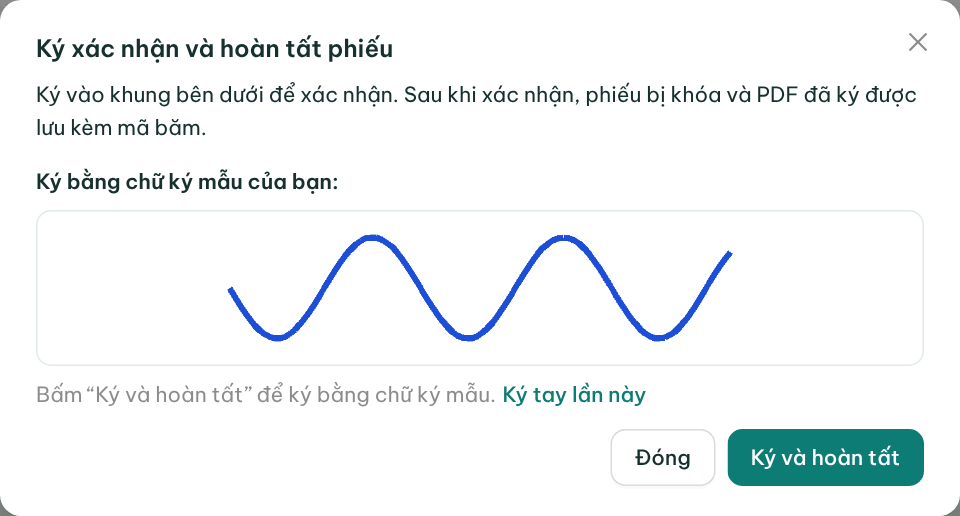 Ký xác nhận và hoàn tất phiếu
Ký vào khung bên dưới để xác nhận. Sau khi xác nhận, phiếu bị khóa và PDF đã ký được
lưu kèm mã băm.
Ký bằng chữ ký mẫu của bạn:
Bấm “Ký và hoàn tất” để ký bằng chữ ký mẫu. Ký tay lần này
Đóng
Ký và hoàn tất